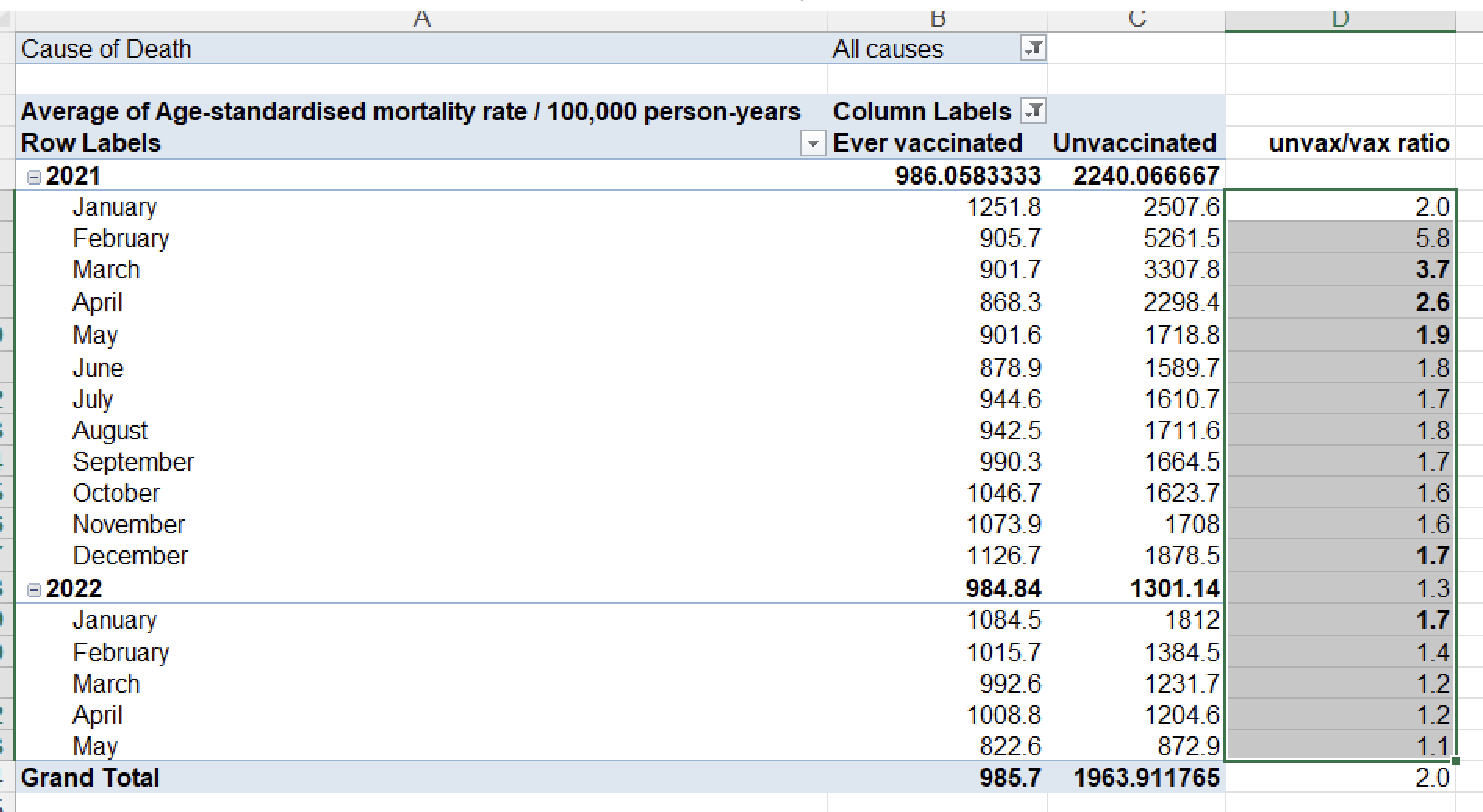 A B C D
Cause of Death All causes
Average of Age-standardised mortality rate / 100,000 person-years Column Labels
Row Labels Ever vaccinated Unvaccinated unvax/vax ratio
2021 986.0583333 2240.066667
January 1251.8 2507.6 2.0
February 905.7 5261.5 5.8
March 901.7 3307.8 3.7
April 868.3 2298.4 2.6
May 901.6 1718.8 1.9
June 878.9 1589.7 1.8
July 944.6 1610.7 1.7
August 942.5 1711.6 1.8
September 990.3 1664.5 1.7
October 1046.7 1623.7 1.6
November 1073.9 1708 1.6
December 1126.7 1878.5 1.7
2022 984.84 1301.14 1.3
January 1084.5 1812 1.7
February 1015.7 1384.5 1.4
March 992.6 1231.7 1.2
April 1008.8 1204.6 1.2
May 822.6 872.9 1.1
Grand Total 985.7 1963.911765 2.0